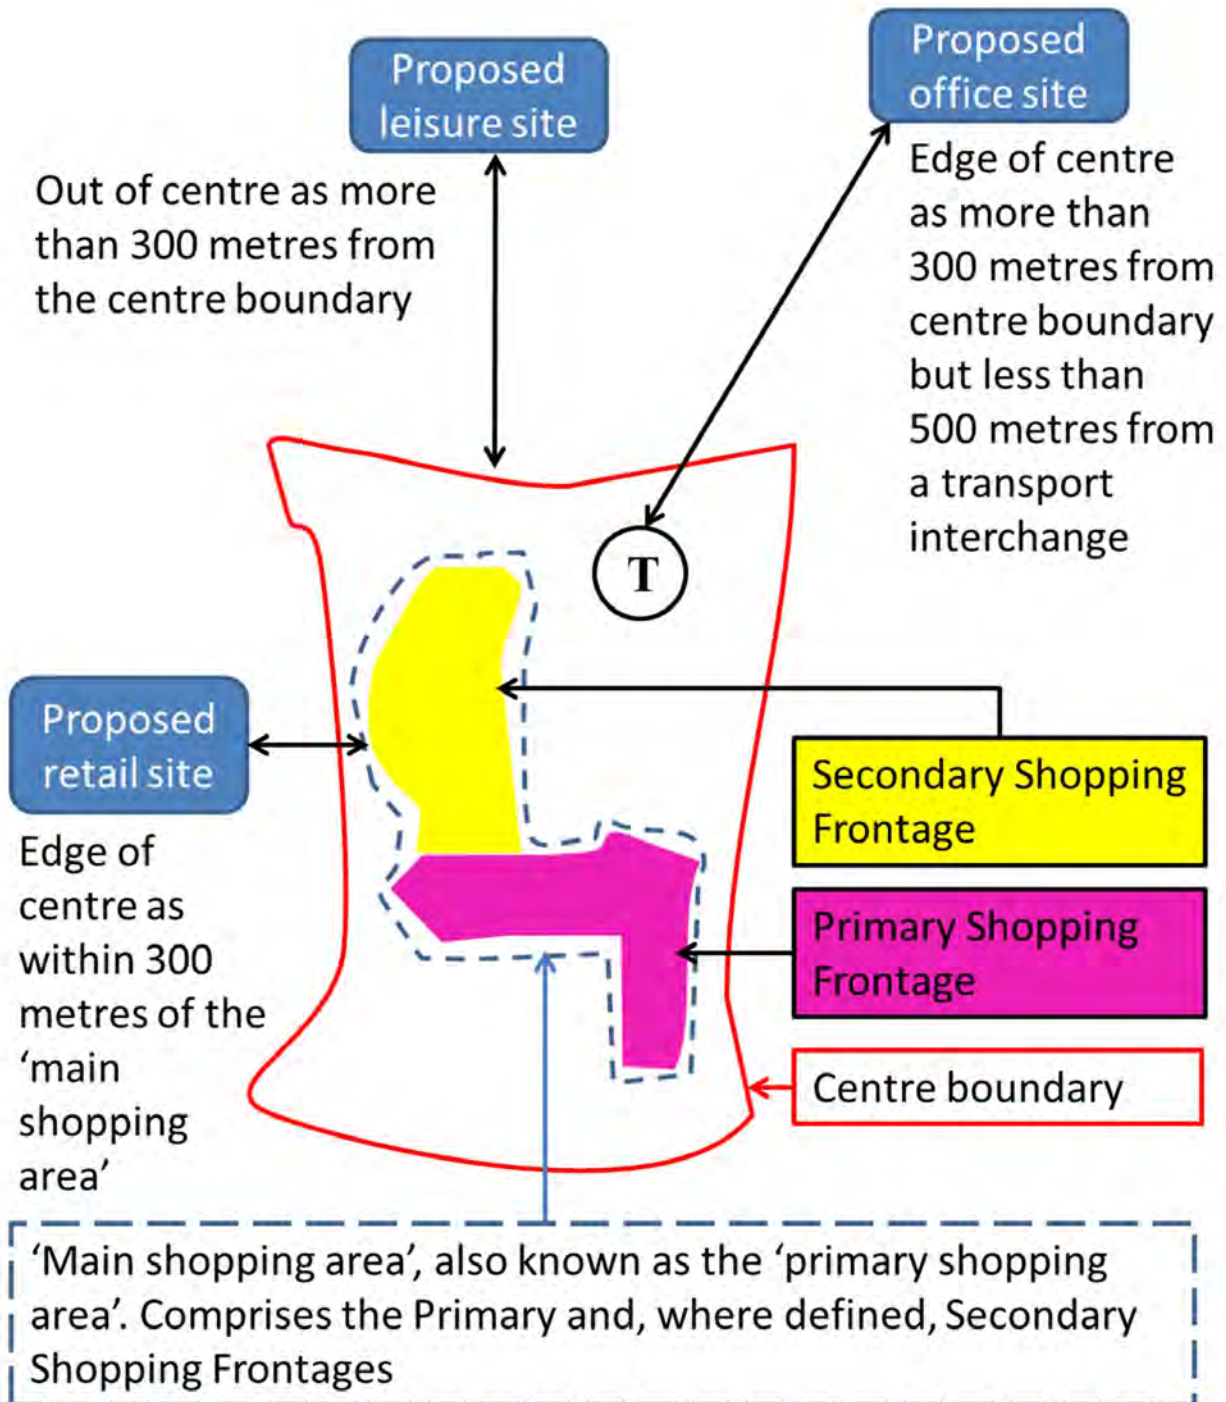 Proposed
leisure site
Proposed
office site
Out of centre as more
than 300 metres from
the centre boundary
Edge of centre
as more than
300 metres from
centre boundary
but less than
500 metres from
a transport
interchange
T
Proposed
retail site
Edge of
centre as
within 300
metres of the
‘main
shopping
area’
Secondary Shopping
Frontage
Primary Shopping
Frontage
Centre boundary
‘Main shopping area’, also known as the ‘primary shopping
area’. Comprises the Primary and, where defined, Secondary
Shopping Frontages